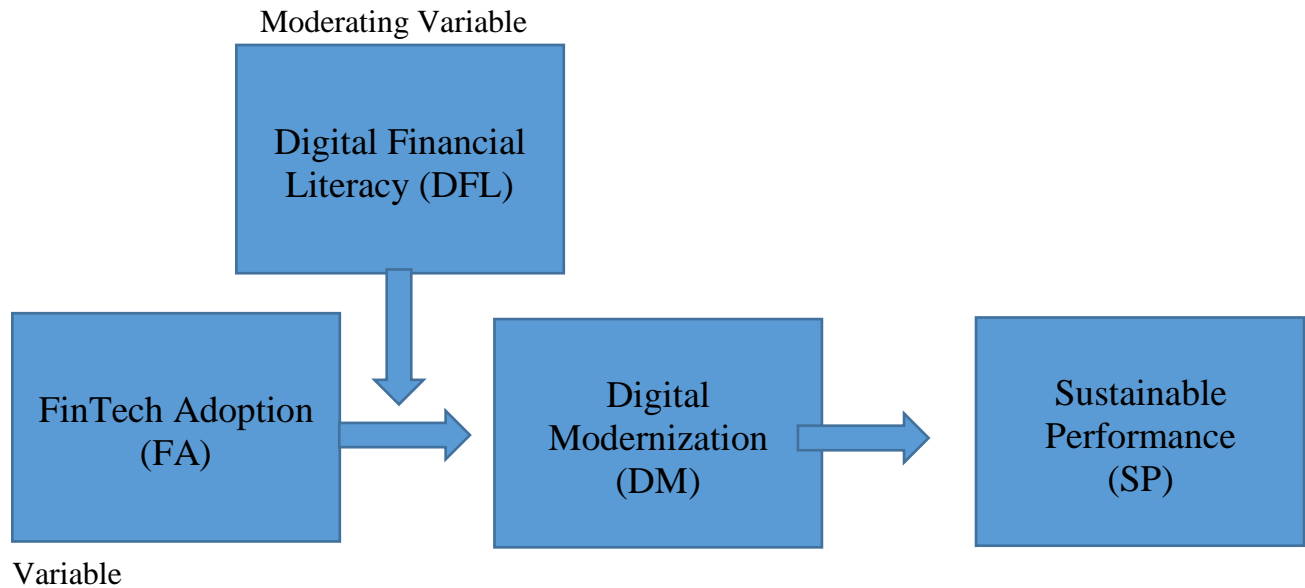 Moderating Variable
Digital Financial
Literacy (DFL)
FinTech Adoption
(FA)
Digital
Modernization
(DM)
Sustainable
Performance
(SP)
Variable